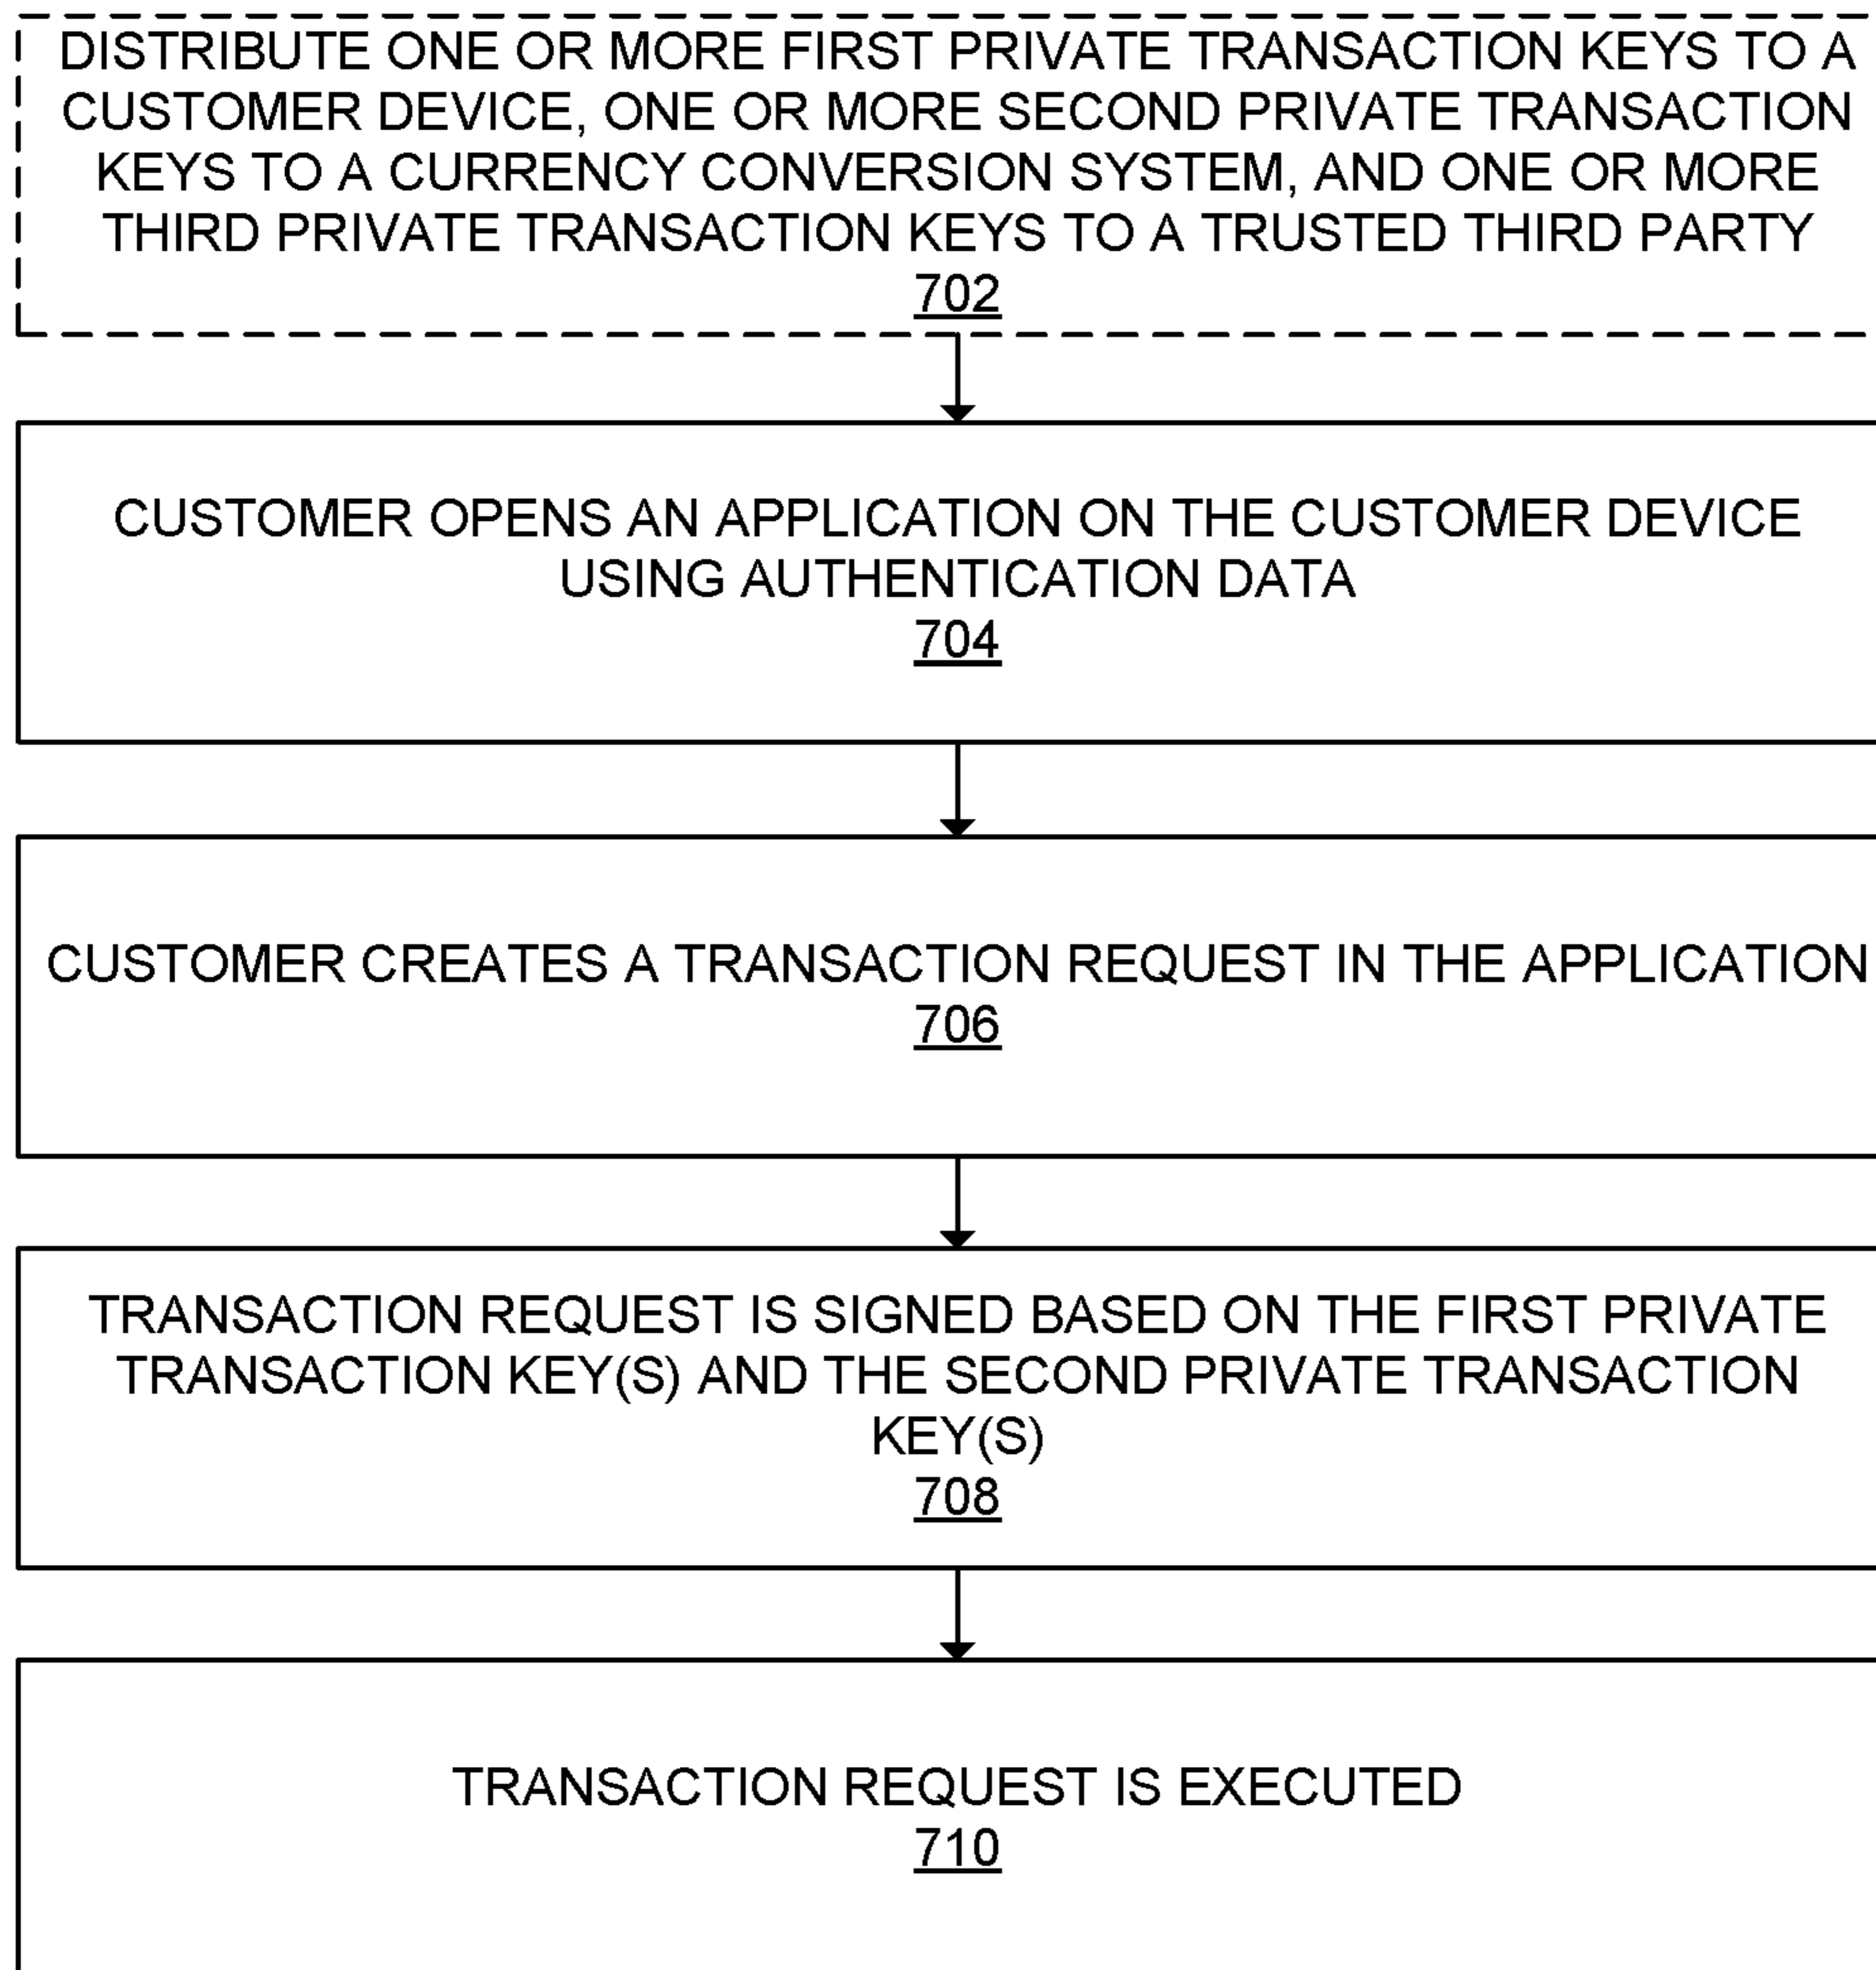 DISTRIBUTE ONE OR MORE FIRST PRIVATE TRANSACTION KEYS TO A
CUSTOMER DEVICE, ONE OR MORE SECOND PRIVATE TRANSACTION
KEYS TO A CURRENCY CONVERSION SYSTEM, AND ONE OR MORE
THIRD PRIVATE TRANSACTION KEYS TO A TRUSTED THIRD PARTY
702
CUSTOMER OPENS AN APPLICATION ON THE CUSTOMER DEVICE
USING AUTHENTICATION DATA
704
CUSTOMER CREATES A TRANSACTION REQUEST IN THE APPLICATION
706
TRANSACTION REQUEST IS SIGNED BASED ON THE FIRST PRIVATE
TRANSACTION KEY(S) AND THE SECOND PRIVATE TRANSACTION
KEY(S)
708
TRANSACTION REQUEST IS EXECUTED
710